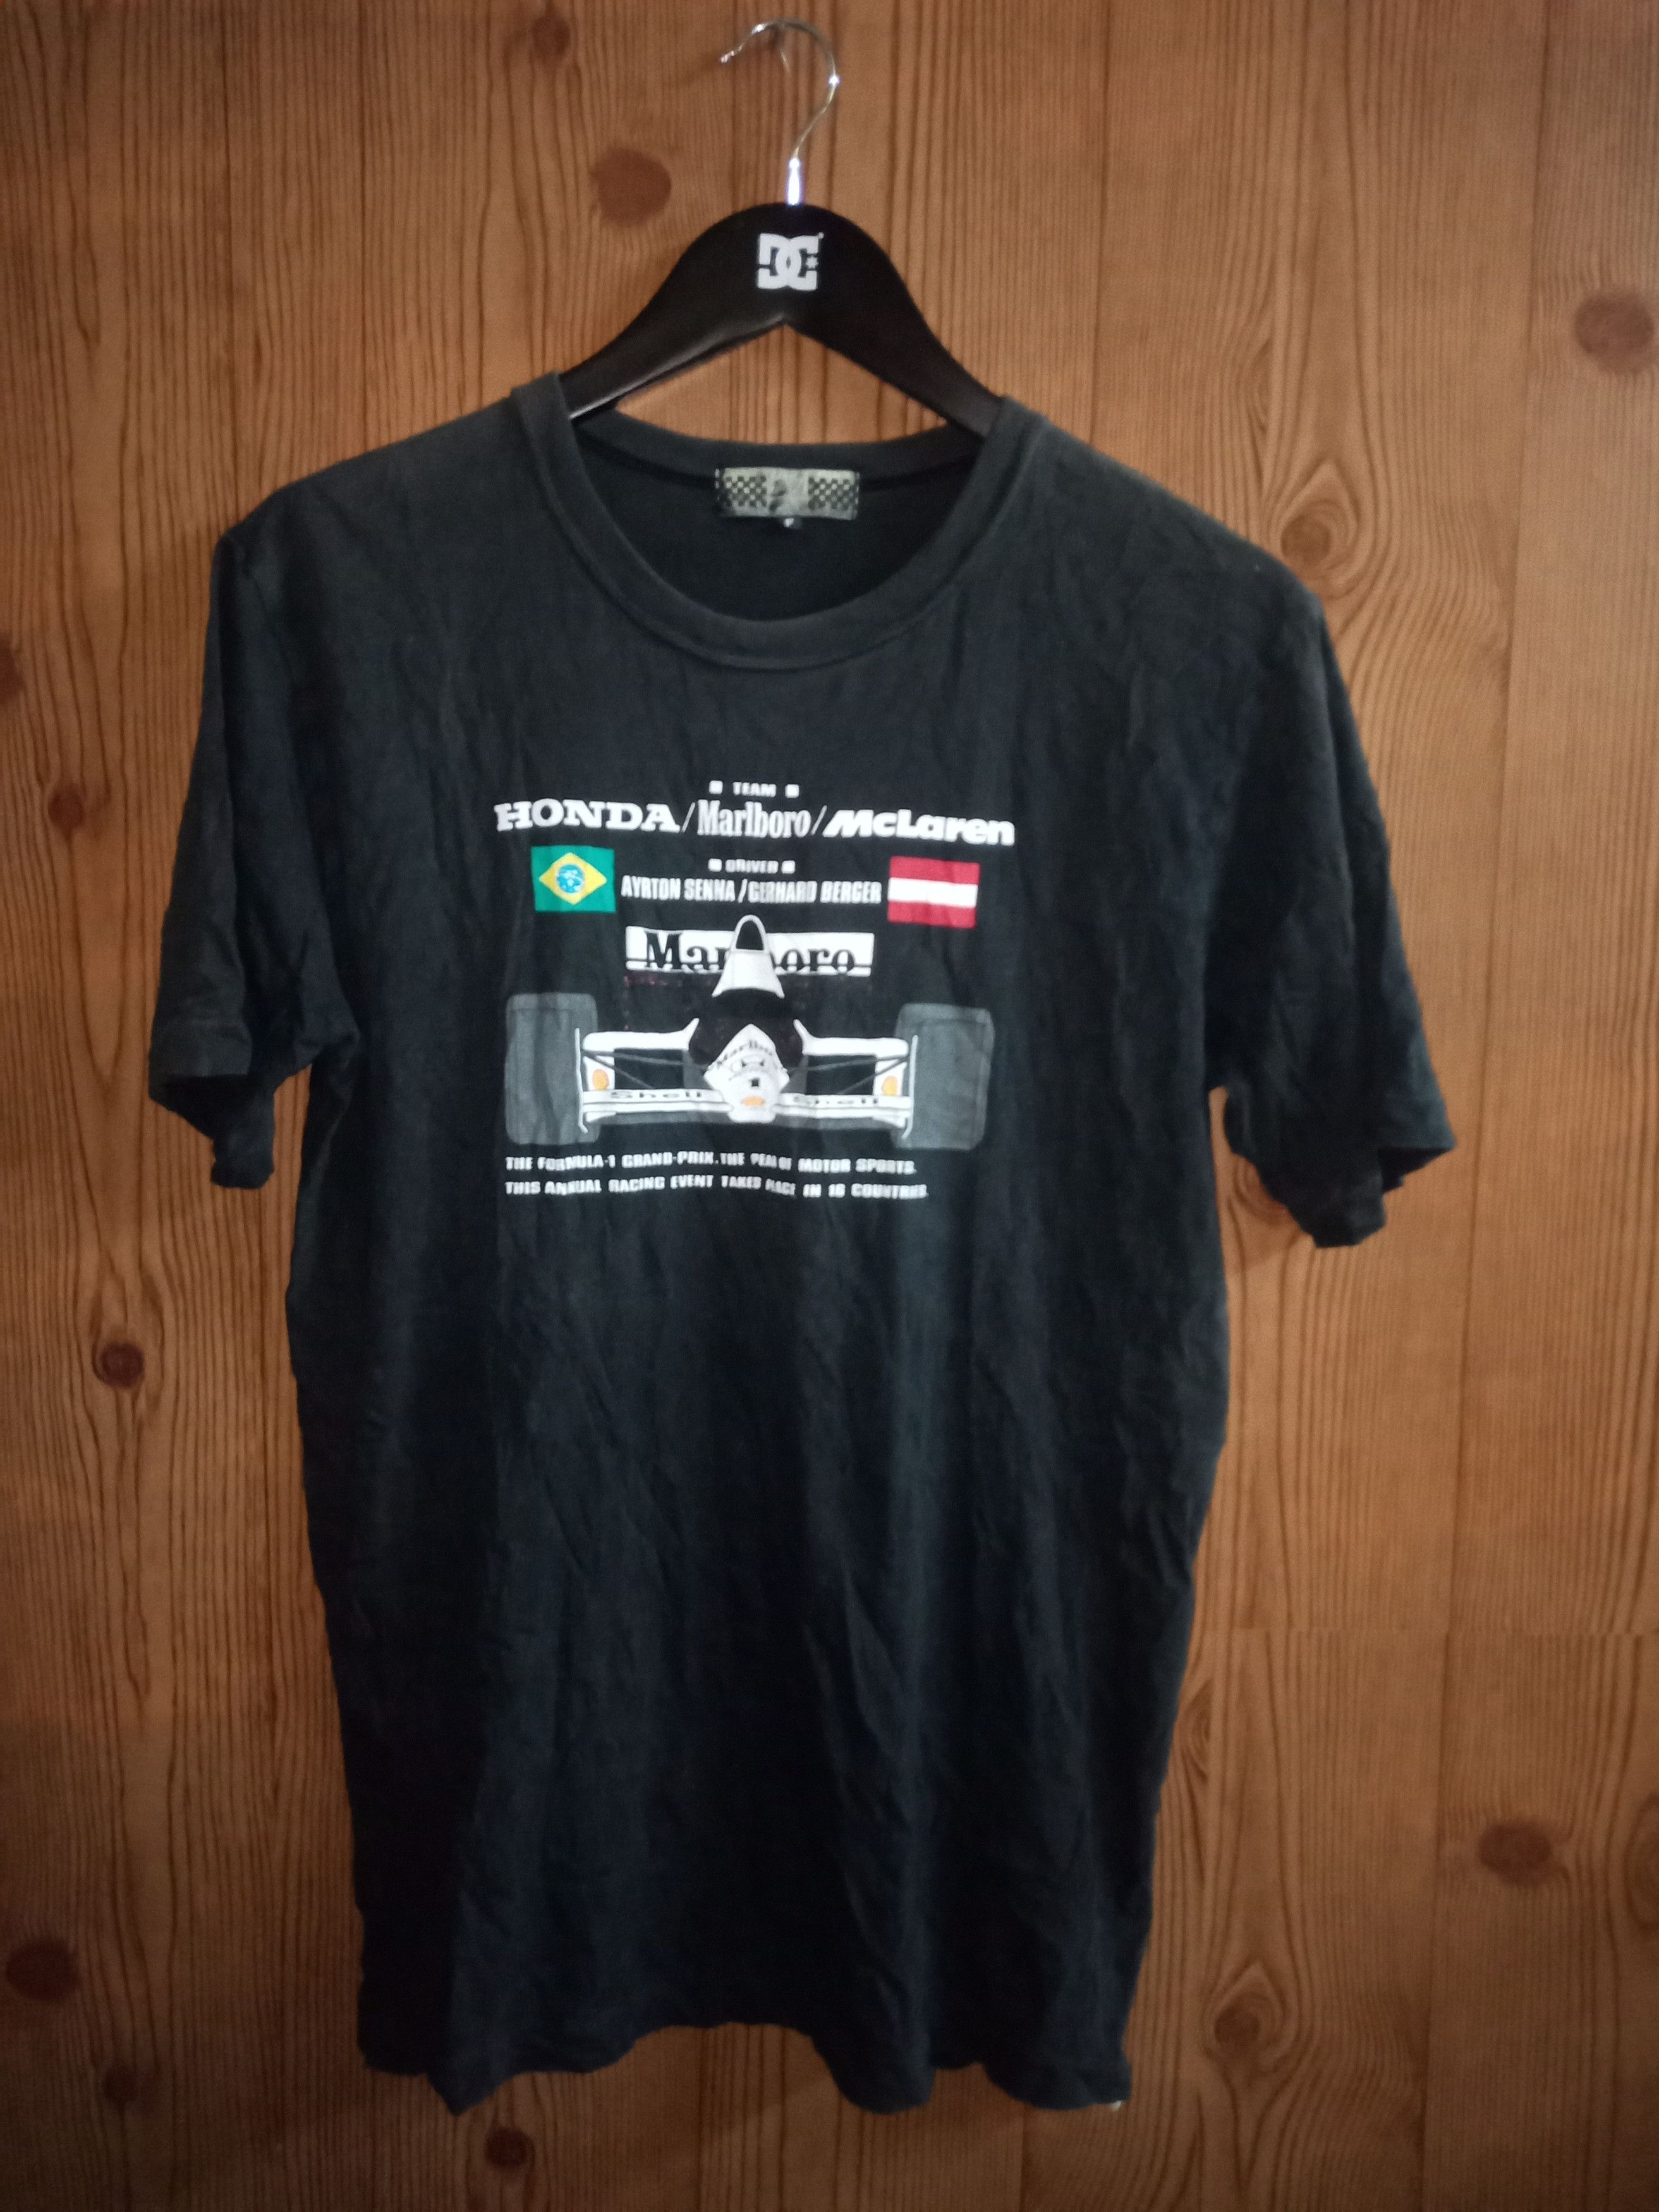 DC
TEAM
HONDA/Marlboro/McLaren
DRIVER
AYRTON SENNA/GERHARD BERGER
Marlboro
Marlboro
Shell Shell
THE FORMULA-1 GRAND-PRIX. THE PEAK OF MOTOR SPORTS.
THIS ANNUAL RACING EVENT TAKES PLACE IN 16 COUNTRIES.